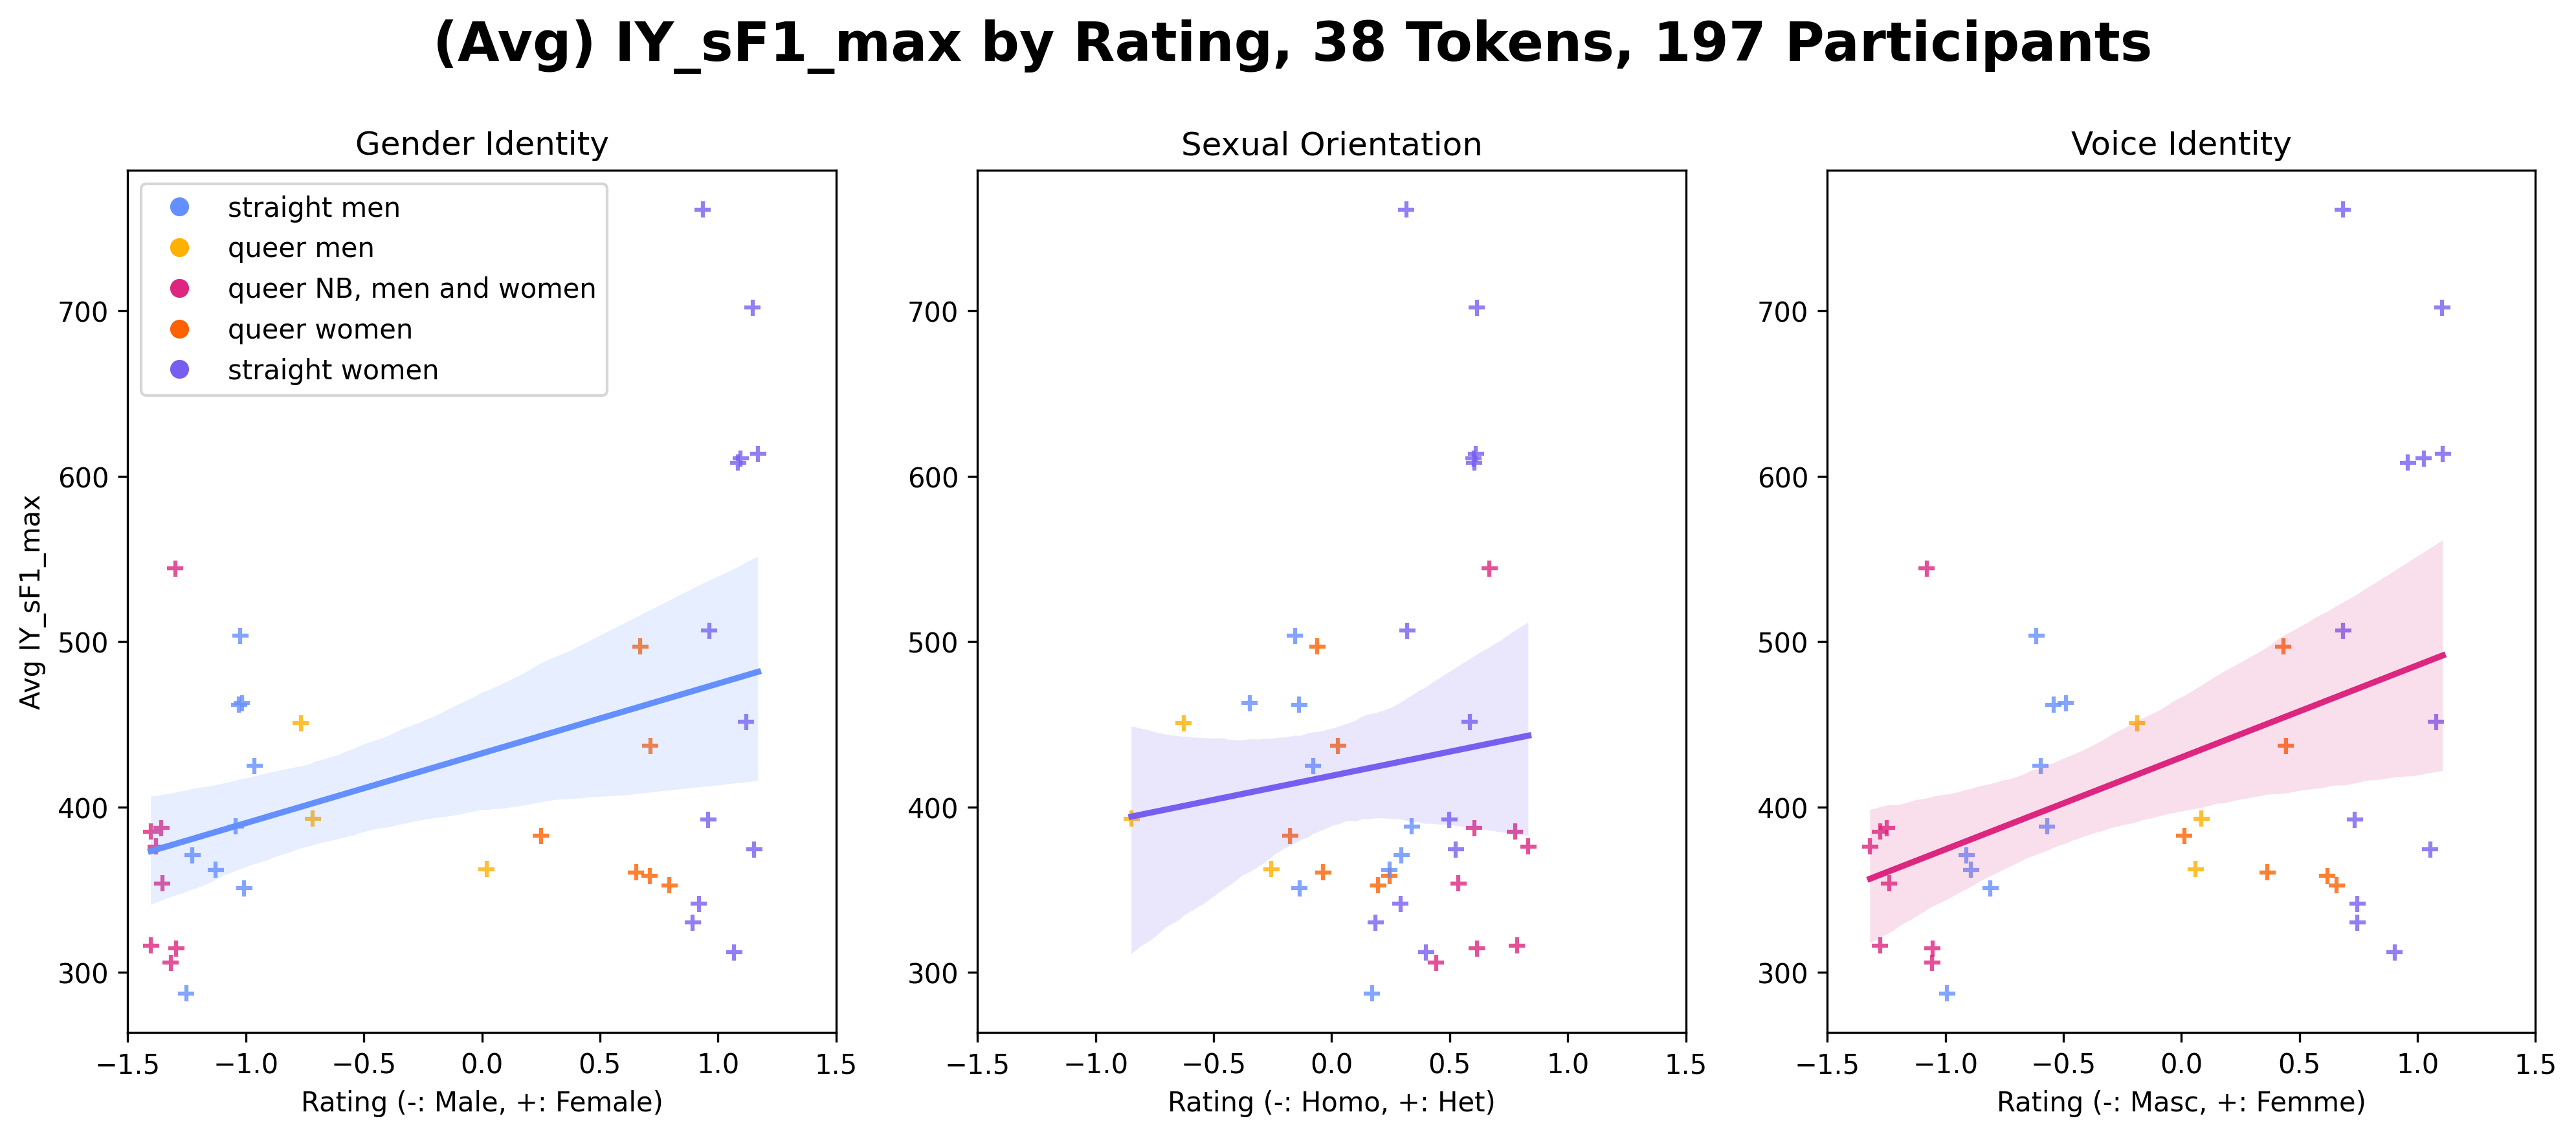 (Avg) IY_sF1_max by Rating, 38 Tokens, 197 Participants
Gender Identity
straight men
queer men
queer NB, men and women
queer women
straight women
Avg IY_sF1_max
700
600
500
400
300
−1.5 −1.0 −0.5 0.0 0.5 1.0 1.5
Rating (-: Male, +: Female)
Sexual Orientation
700
600
500
400
300
−1.5 −1.0 −0.5 0.0 0.5 1.0 1.5
Rating (-: Homo, +: Het)
Voice Identity
700
600
500
400
300
−1.5 −1.0 −0.5 0.0 0.5 1.0 1.5
Rating (-: Masc, +: Femme)